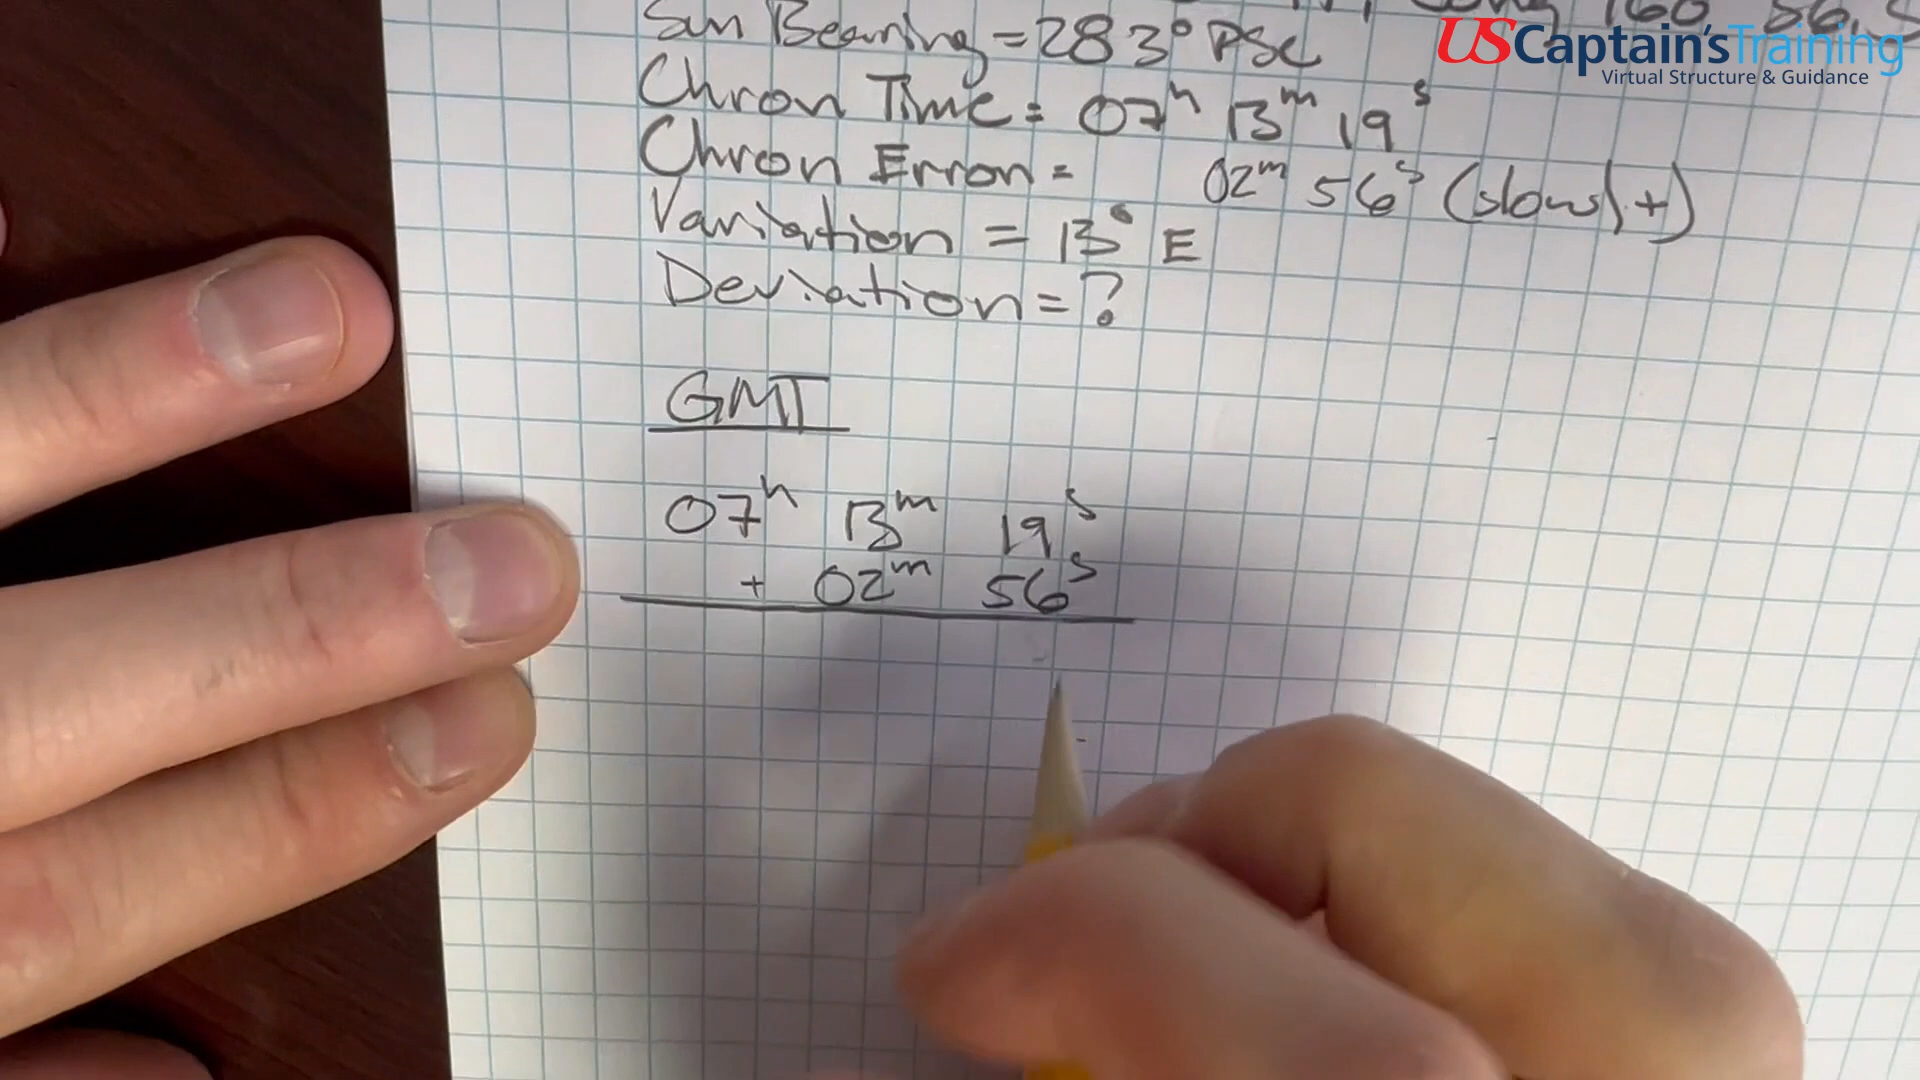 Sun Bearing = 283° PSC
Chron Time = 07h 13m 19s
Chron Error = 02m 56s (slow) +)
Variation = 13° E
Deviation = ?
GMT
07h 13m 19s
+ 02m 56s
USCaptain'sTraining
Virtual Structure & Guidance